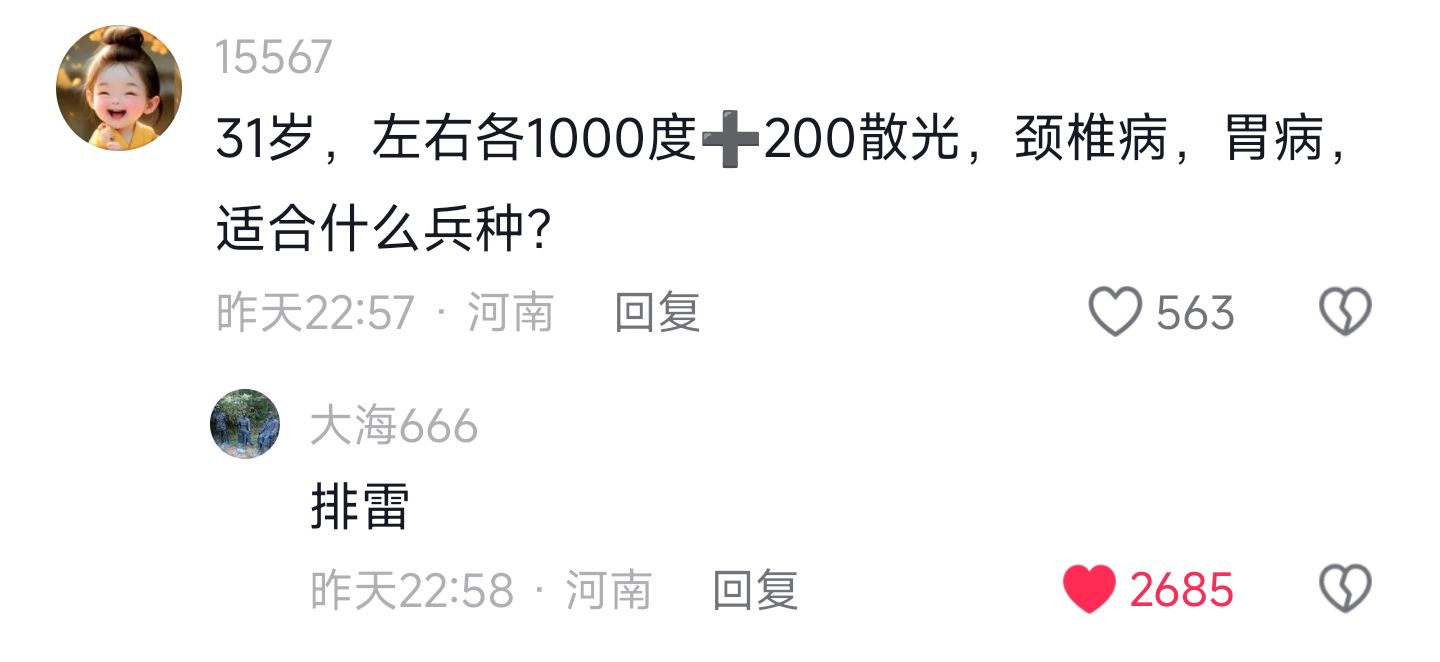 15567
31岁，左右各1000度➕200散光，颈椎病，胃病，
适合什么兵种？
昨天22:57 · 河南 回复 563
大海666
排雷
昨天22:58 · 河南 回复 2685